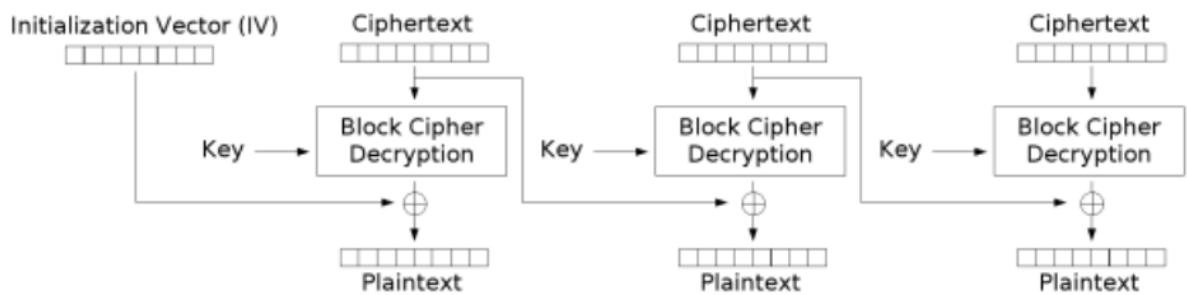 Initialization Vector (IV)
Ciphertext
Ciphertext
Ciphertext
Key
Block Cipher
Decryption
Key
Block Cipher
Decryption
Key
Block Cipher
Decryption
Plaintext
Plaintext
Plaintext